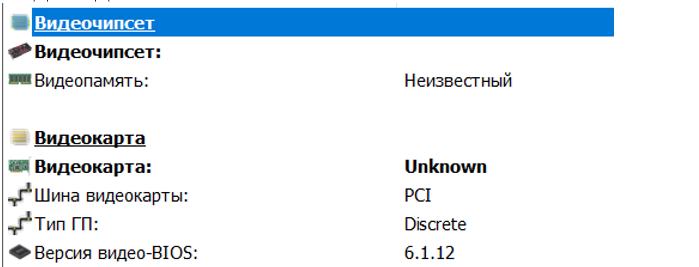 Видеочипсет
Видеочипсет:
Видеопамять: Неизвестный
Видеокарта
Видеокарта: Unknown
Шина видеокарты: PCI
Тип ГП: Discrete
Версия видео-BIOS: 6.1.12